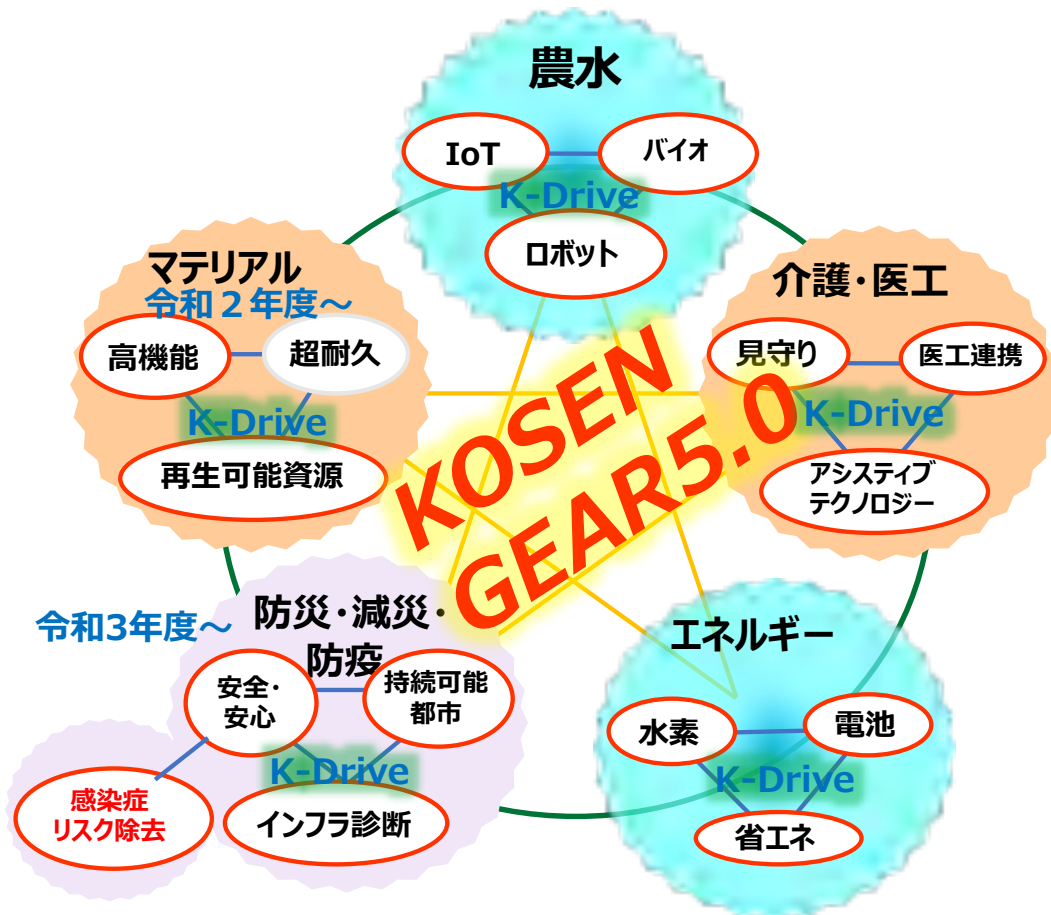 農水
IoT
バイオ
K-Drive
ロボット
マテリアル
令和２年度～
高機能
超耐久
K-Drive
再生可能資源
介護・医工
見守り
医工連携
K-Drive
アシスティブ
テクノロジー
KOSEN
GEAR5.0
令和3年度～
防災・減災・
防疫
安全・
安心
持続可能
都市
K-Drive
インフラ診断
感染症
リスク除去
エネルギー
水素
電池
K-Drive
省エネ